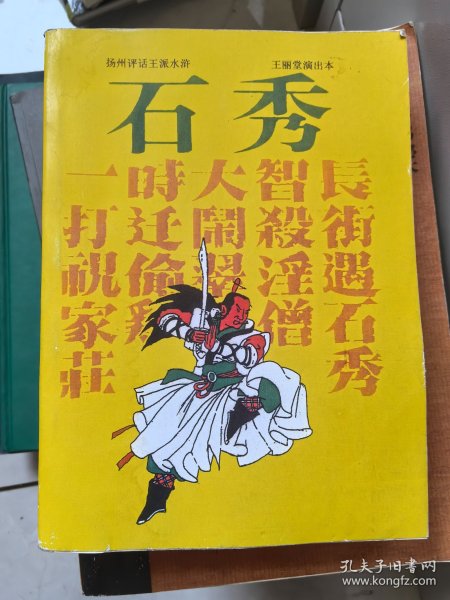 扬州评话王派水浒
王丽堂演出本
石秀
長街遇石秀
智殺淫僧
大鬧翠
時迁偷
一打祝家莊
孔夫子旧书网
www.kongfz.com